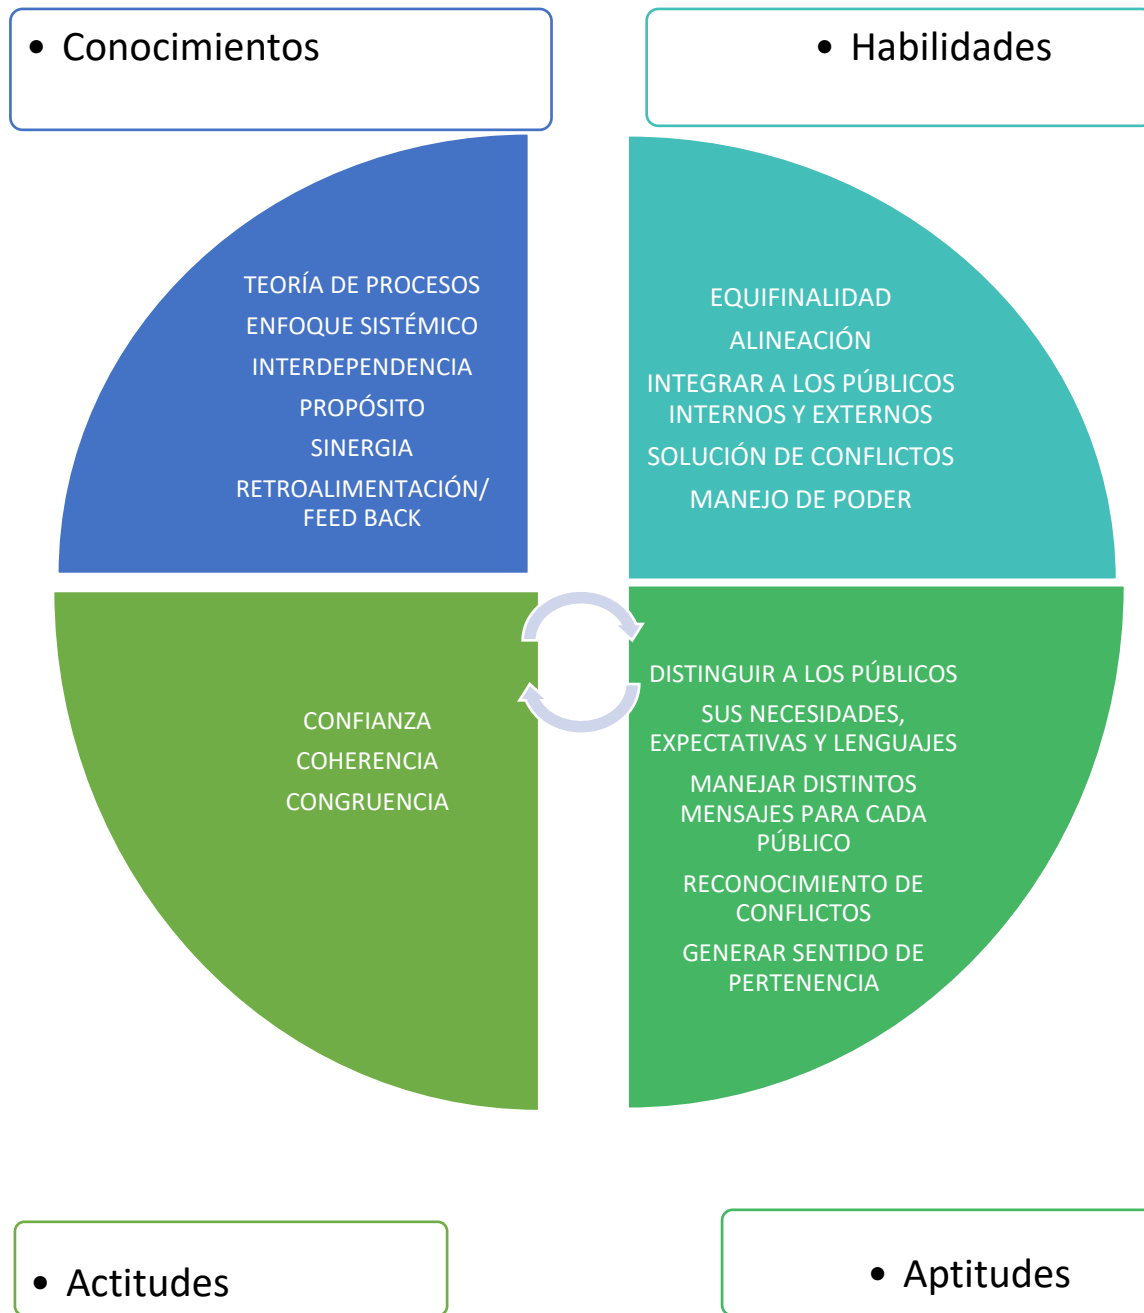 • Conocimientos
• Habilidades
TEORÍA DE PROCESOS
ENFOQUE SISTÉMICO
INTERDEPENDENCIA
PROPÓSITO
SINERGIA
RETROALIMENTACIÓN/
FEED BACK
EQUIFINALIDAD
ALINEACIÓN
INTEGRAR A LOS PÚBLICOS
INTERNOS Y EXTERNOS
SOLUCIÓN DE CONFLICTOS
MANEJO DE PODER
CONFIANZA
COHERENCIA
CONGRUENCIA
DISTINGUIR A LOS PÚBLICOS
SUS NECESIDADES,
EXPECTATIVAS Y LENGUAJES
MANEJAR DISTINTOS
MENSAJES PARA CADA
PÚBLICO
RECONOCIMIENTO DE
CONFLICTOS
GENERAR SENTIDO DE
PERTENENCIA
• Actitudes
• Aptitudes